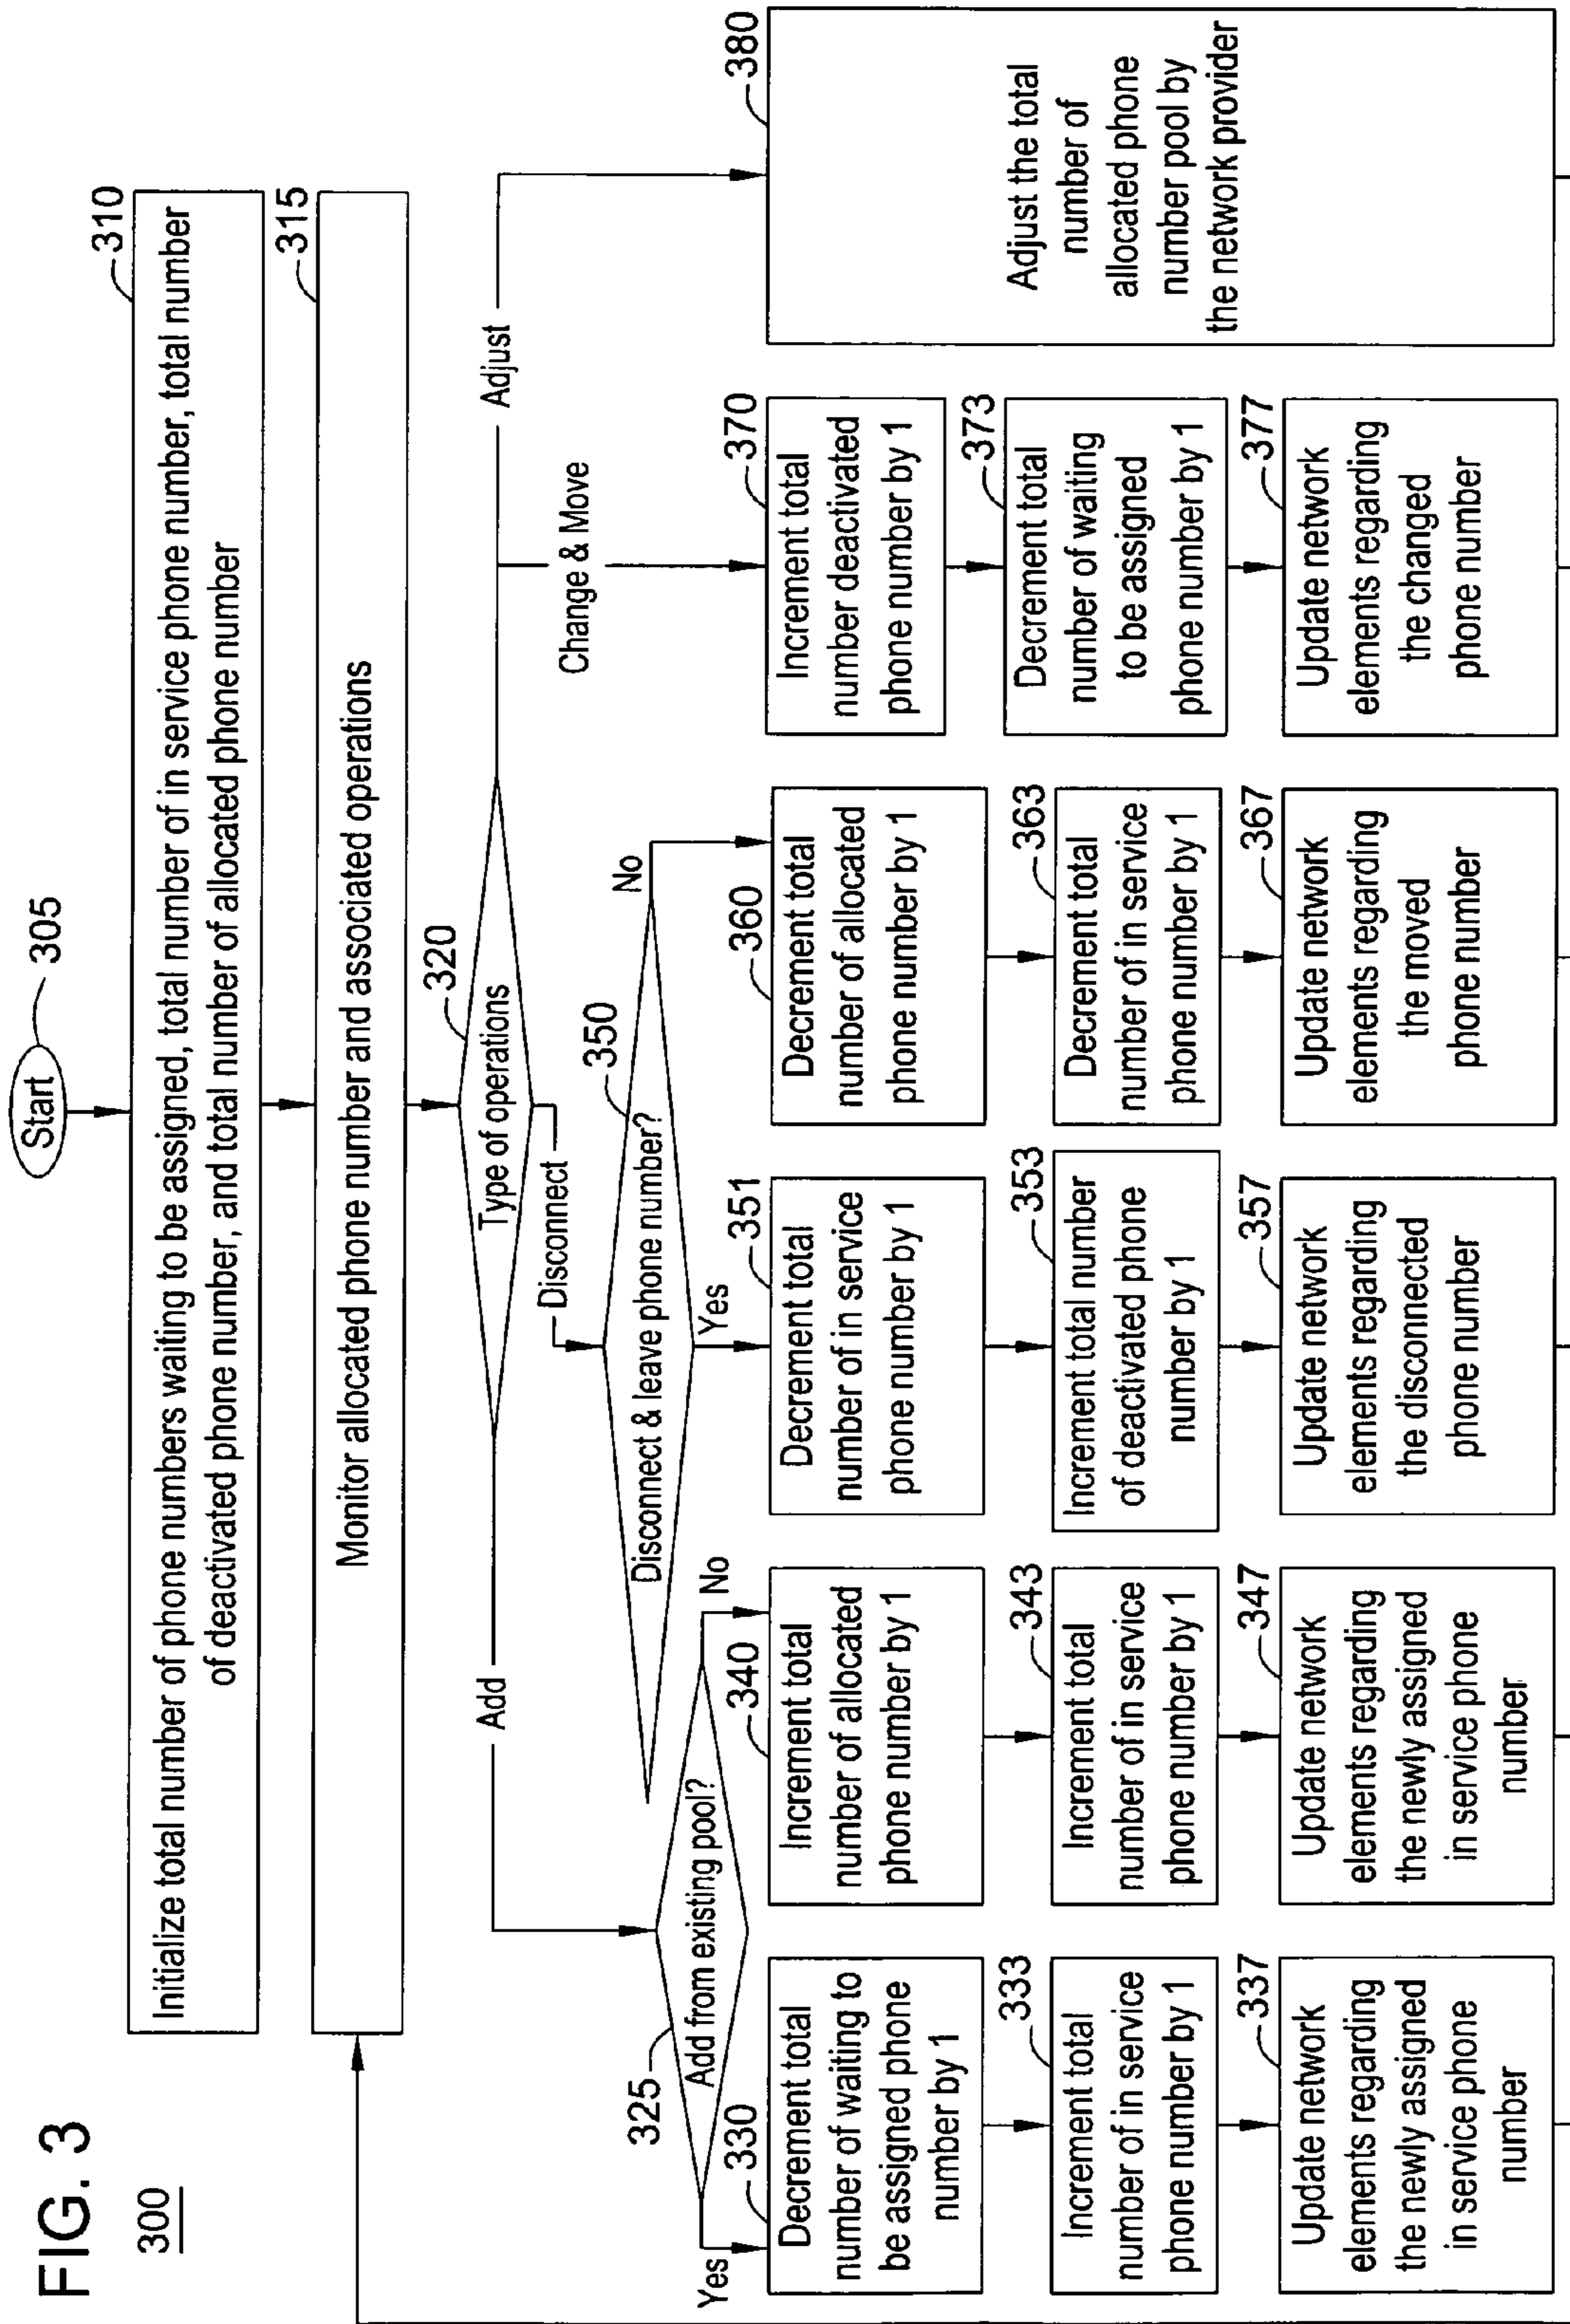 FIG. 3
300
Start
305
310
Initialize total number of phone numbers waiting to be assigned, total number of in service phone number, total number
of deactivated phone number, and total number of allocated phone number
315
Monitor allocated phone number and associated operations
320
Type of operations
Add
Disconnect
Change & Move
Adjust
325
Add from existing pool?
Yes
No
350
Disconnect & leave phone number?
Yes
No
330
Decrement total
number of waiting to
be assigned phone
number by 1
333
Increment total
number of in service
phone number by 1
337
Update network
elements regarding
the newly assigned
in service phone
number
340
Increment total
number of allocated
phone number by 1
343
Increment total
number of in service
phone number by 1
347
Update network
elements regarding
the newly assigned
in service phone
number
351
Decrement total
number of in service
phone number by 1
353
Increment total number
of deactivated phone
number by 1
357
Update network
elements regarding
the disconnected
phone number
360
Decrement total
number of allocated
phone number by 1
363
Decrement total
number of in service
phone number by 1
367
Update network
elements regarding
the moved
phone number
370
Increment total
number deactivated
phone number by 1
373
Decrement total
number of waiting
to be assigned
phone number by 1
377
Update network
elements regarding
the changed
phone number
380
Adjust the total
number of
allocated phone
number pool by
the network provider